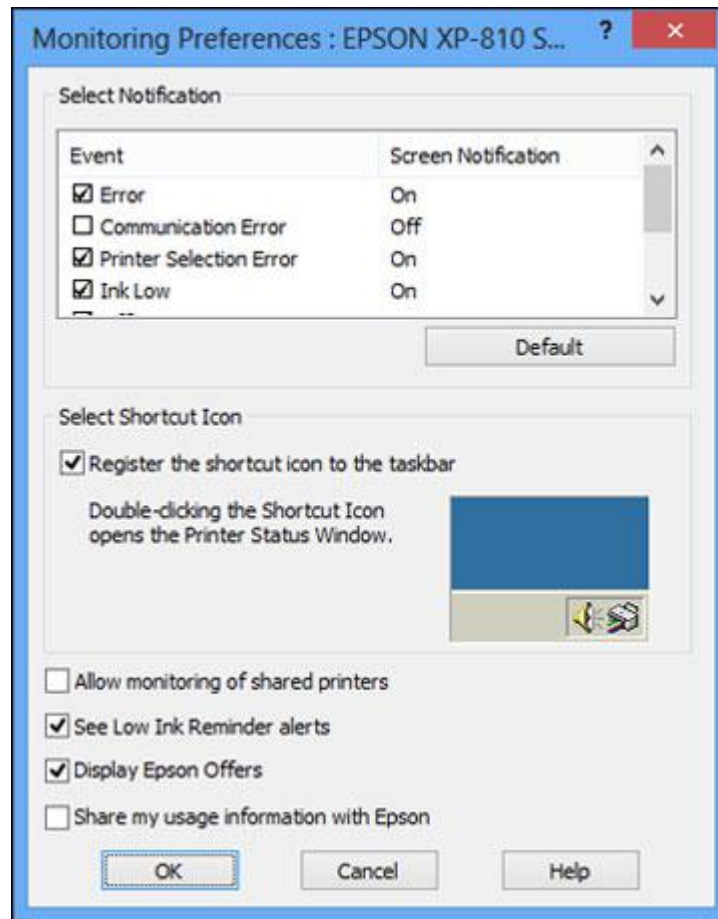 Monitoring Preferences : EPSON XP-810 S...
?
Select Notification
Event Screen Notification
Error On
Communication Error Off
Printer Selection Error On
Ink Low On
Default
Select Shortcut Icon
Register the shortcut icon to the taskbar
Double-clicking the Shortcut Icon
opens the Printer Status Window.
Allow monitoring of shared printers
See Low Ink Reminder alerts
Display Epson Offers
Share my usage information with Epson
OK Cancel Help